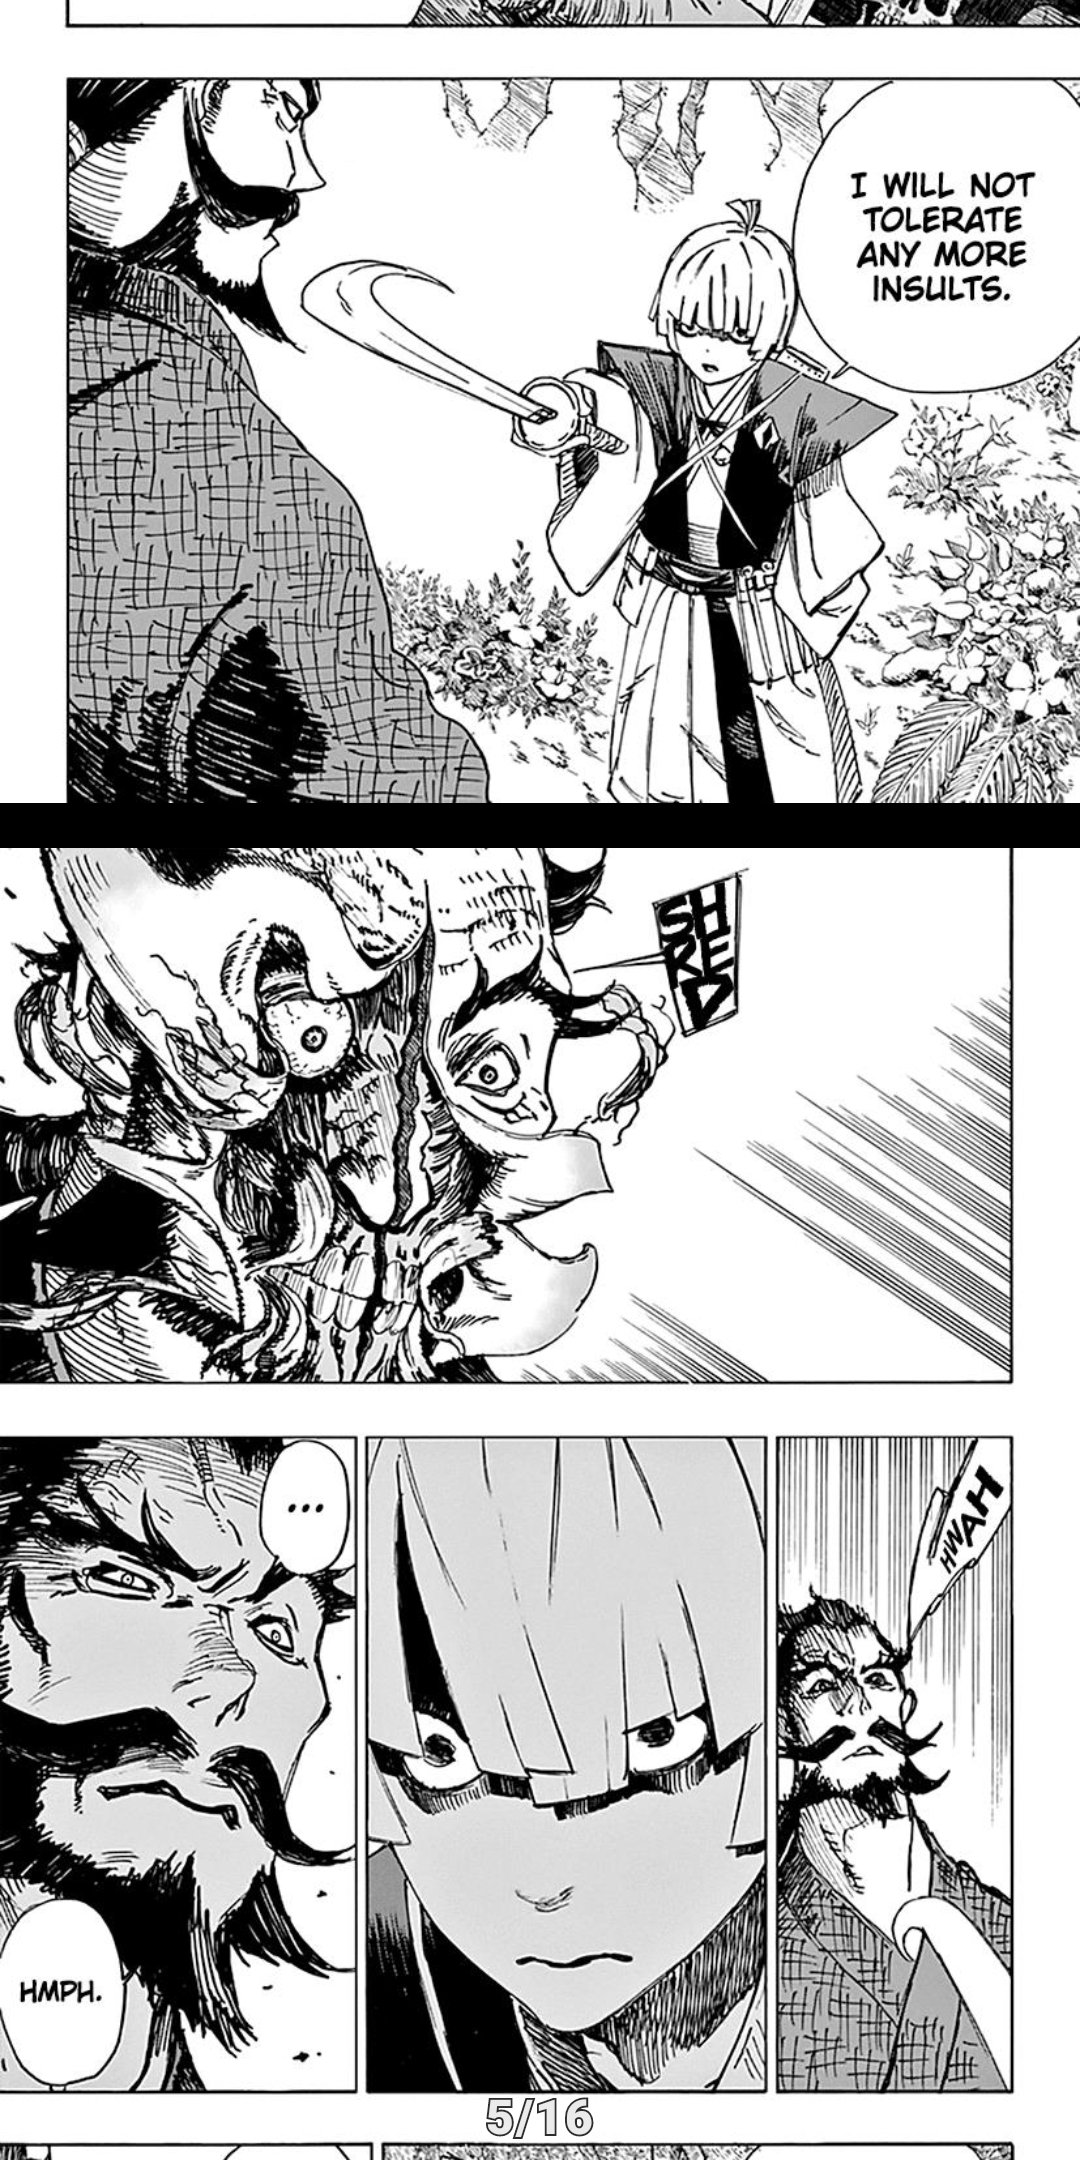 I WILL NOT
TOLERATE
ANY MORE
INSULTS.
SHRED
HWAH
...
HMPH.
5/16